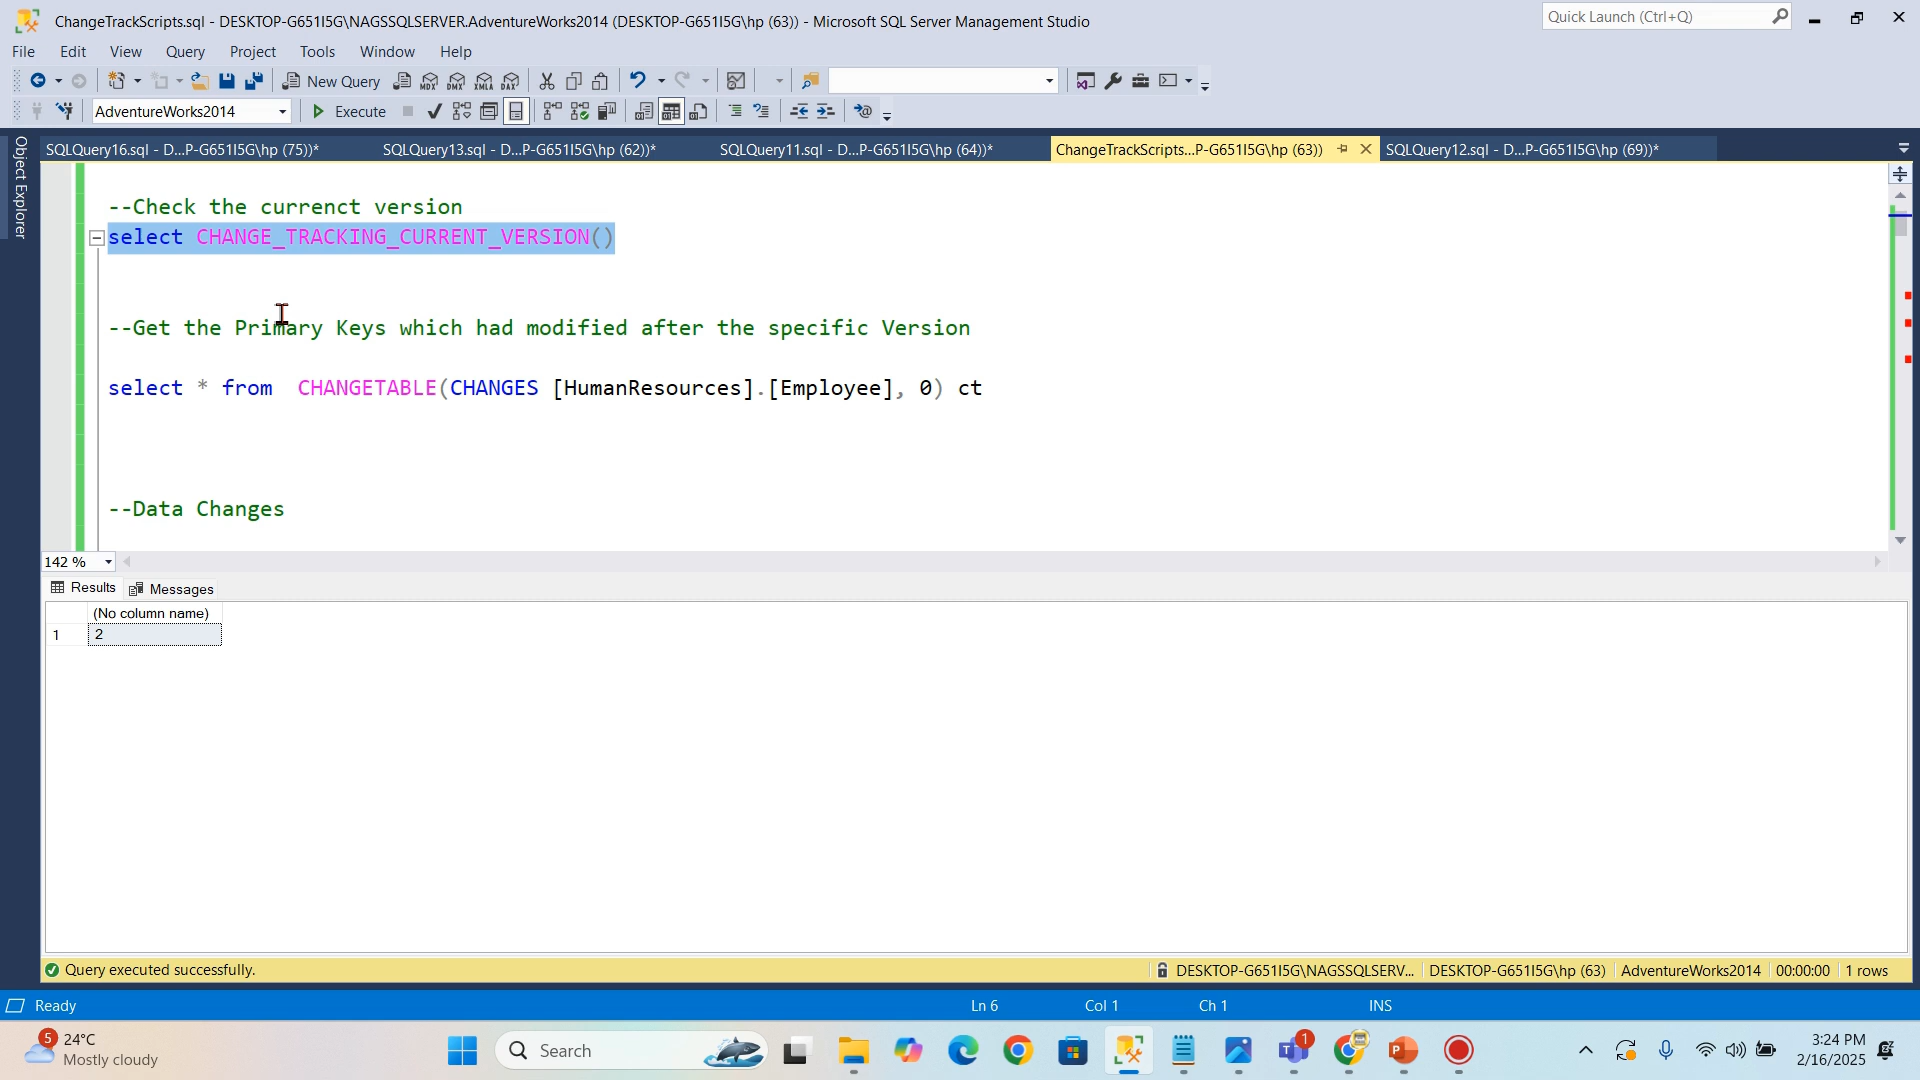 ChangeTrackScripts.sql - DESKTOP-G651I5G\NAGSSQLSERVER.AdventureWorks2014 (DESKTOP-G651I5G\hp (63)) - Microsoft SQL Server Management Studio
Quick Launch (Ctrl+Q)
File Edit View Query Project Tools Window Help
New Query MDX DMX XMLA DAX
AdventureWorks2014 Execute
Object Explorer
SQLQuery16.sql - D...P-G651I5G\hp (75))* SQLQuery13.sql - D...P-G651I5G\hp (62))* SQLQuery11.sql - D...P-G651I5G\hp (64))* ChangeTrackScripts...P-G651I5G\hp (63)) SQLQuery12.sql - D...P-G651I5G\hp (69))*
--Check the currenct version
select CHANGE_TRACKING_CURRENT_VERSION()
--Get the Primary Keys which had modified after the specific Version
select * from  CHANGETABLE(CHANGES [HumanResources].[Employee], 0) ct
--Data Changes
142 %
Results Messages
(No column name)
1 2
Query executed successfully. DESKTOP-G651I5G\NAGSSQLSERV... DESKTOP-G651I5G\hp (63) AdventureWorks2014 00:00:00 1 rows
Ready Ln 6 Col 1 Ch 1 INS
5 24°C
Mostly cloudy
Search
1
3:24 PM
2/16/2025